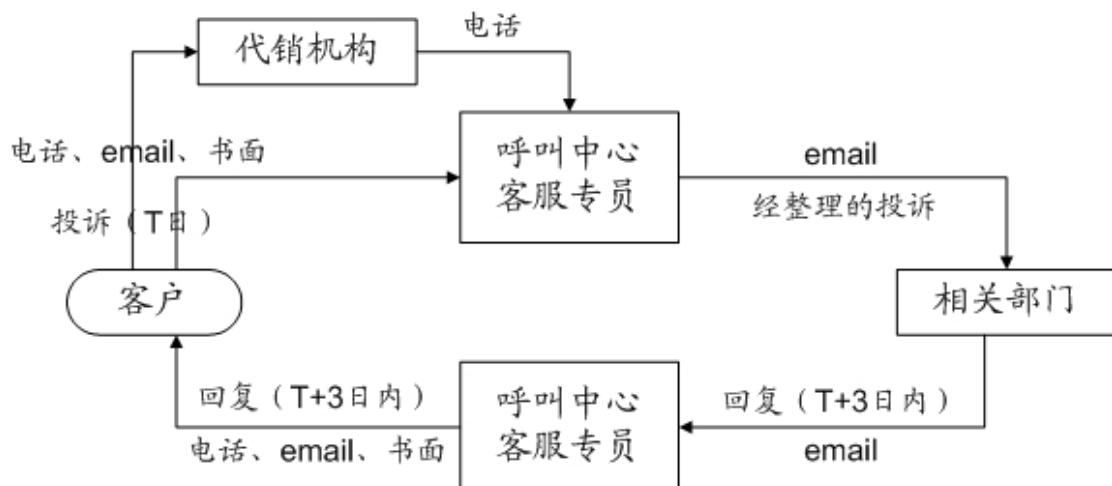 代销机构
电话
电话、email、书面
呼叫中心
客服专员
email
经整理的投诉
投诉（T日）
客户
相关部门
回复（T+3日内）
电话、email、书面
呼叫中心
客服专员
回复（T+3日内）
email